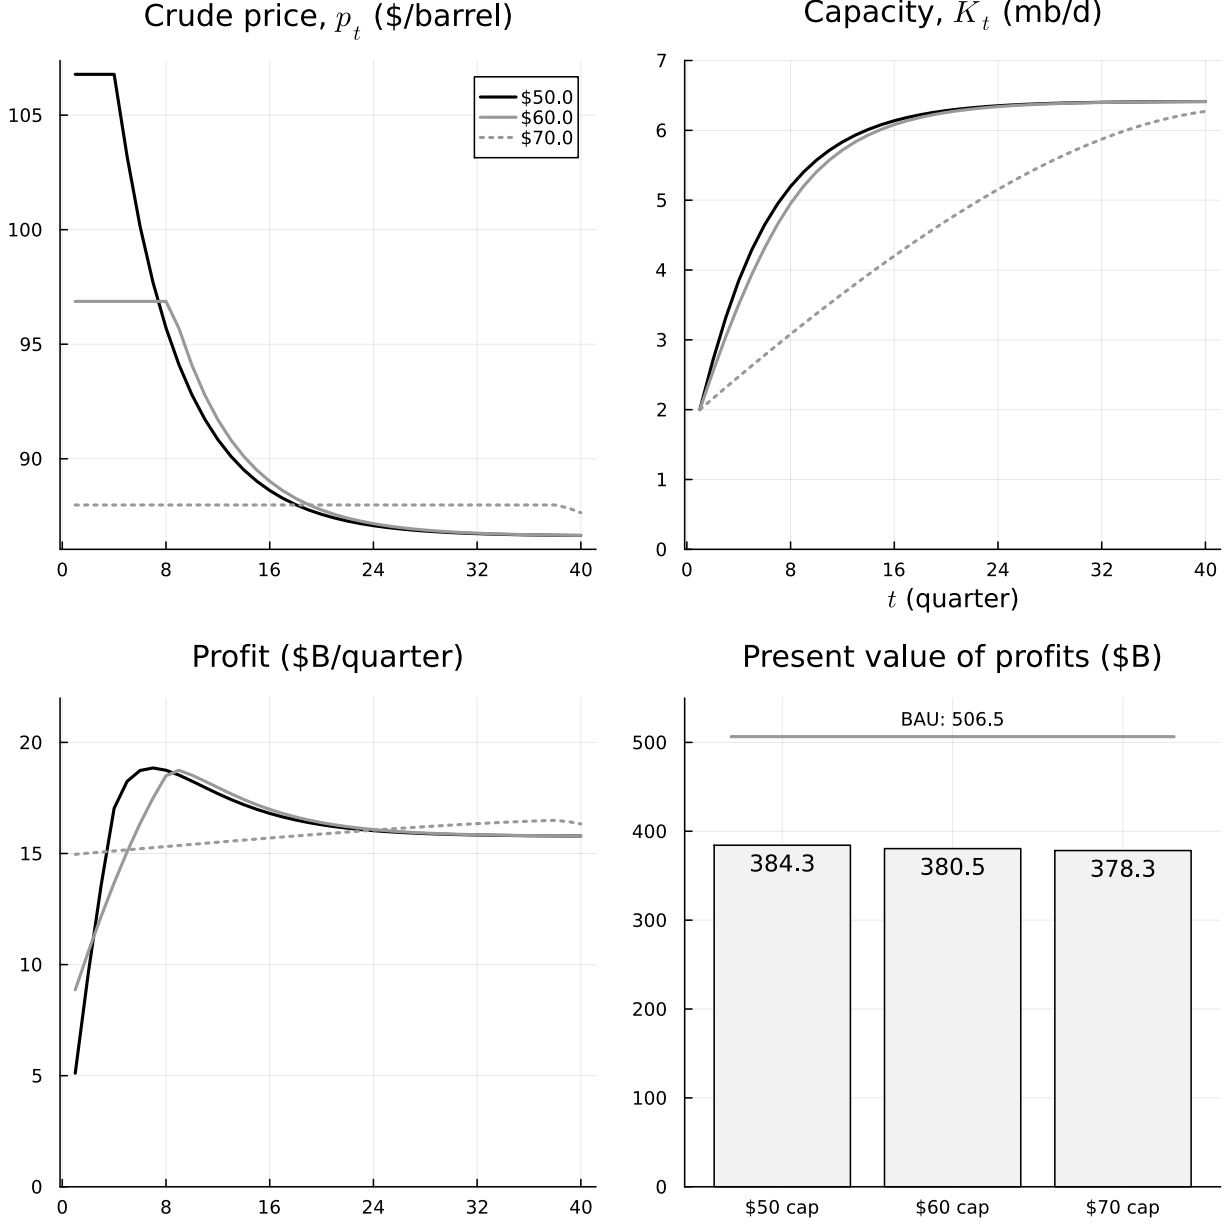 Crude price, pₜ ($/barrel)
105
100
95
90
0 8 16 24 32 40
$50.0
$60.0
$70.0
Capacity, Kₜ (mb/d)
7
6
5
4
3
2
1
0
0 8 16 24 32 40
t (quarter)
Profit ($B/quarter)
20
15
10
5
0
0 8 16 24 32 40
Present value of profits ($B)
BAU: 506.5
500
400
300
200
100
0
384.3 380.5 378.3
$50 cap $60 cap $70 cap